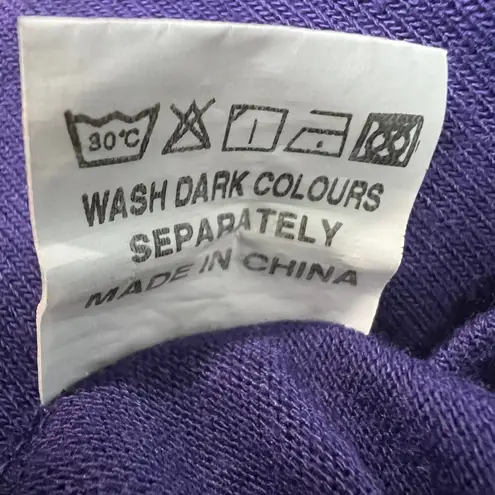 30°C
WASH DARK COLOURS
SEPARATELY
MADE IN CHINA